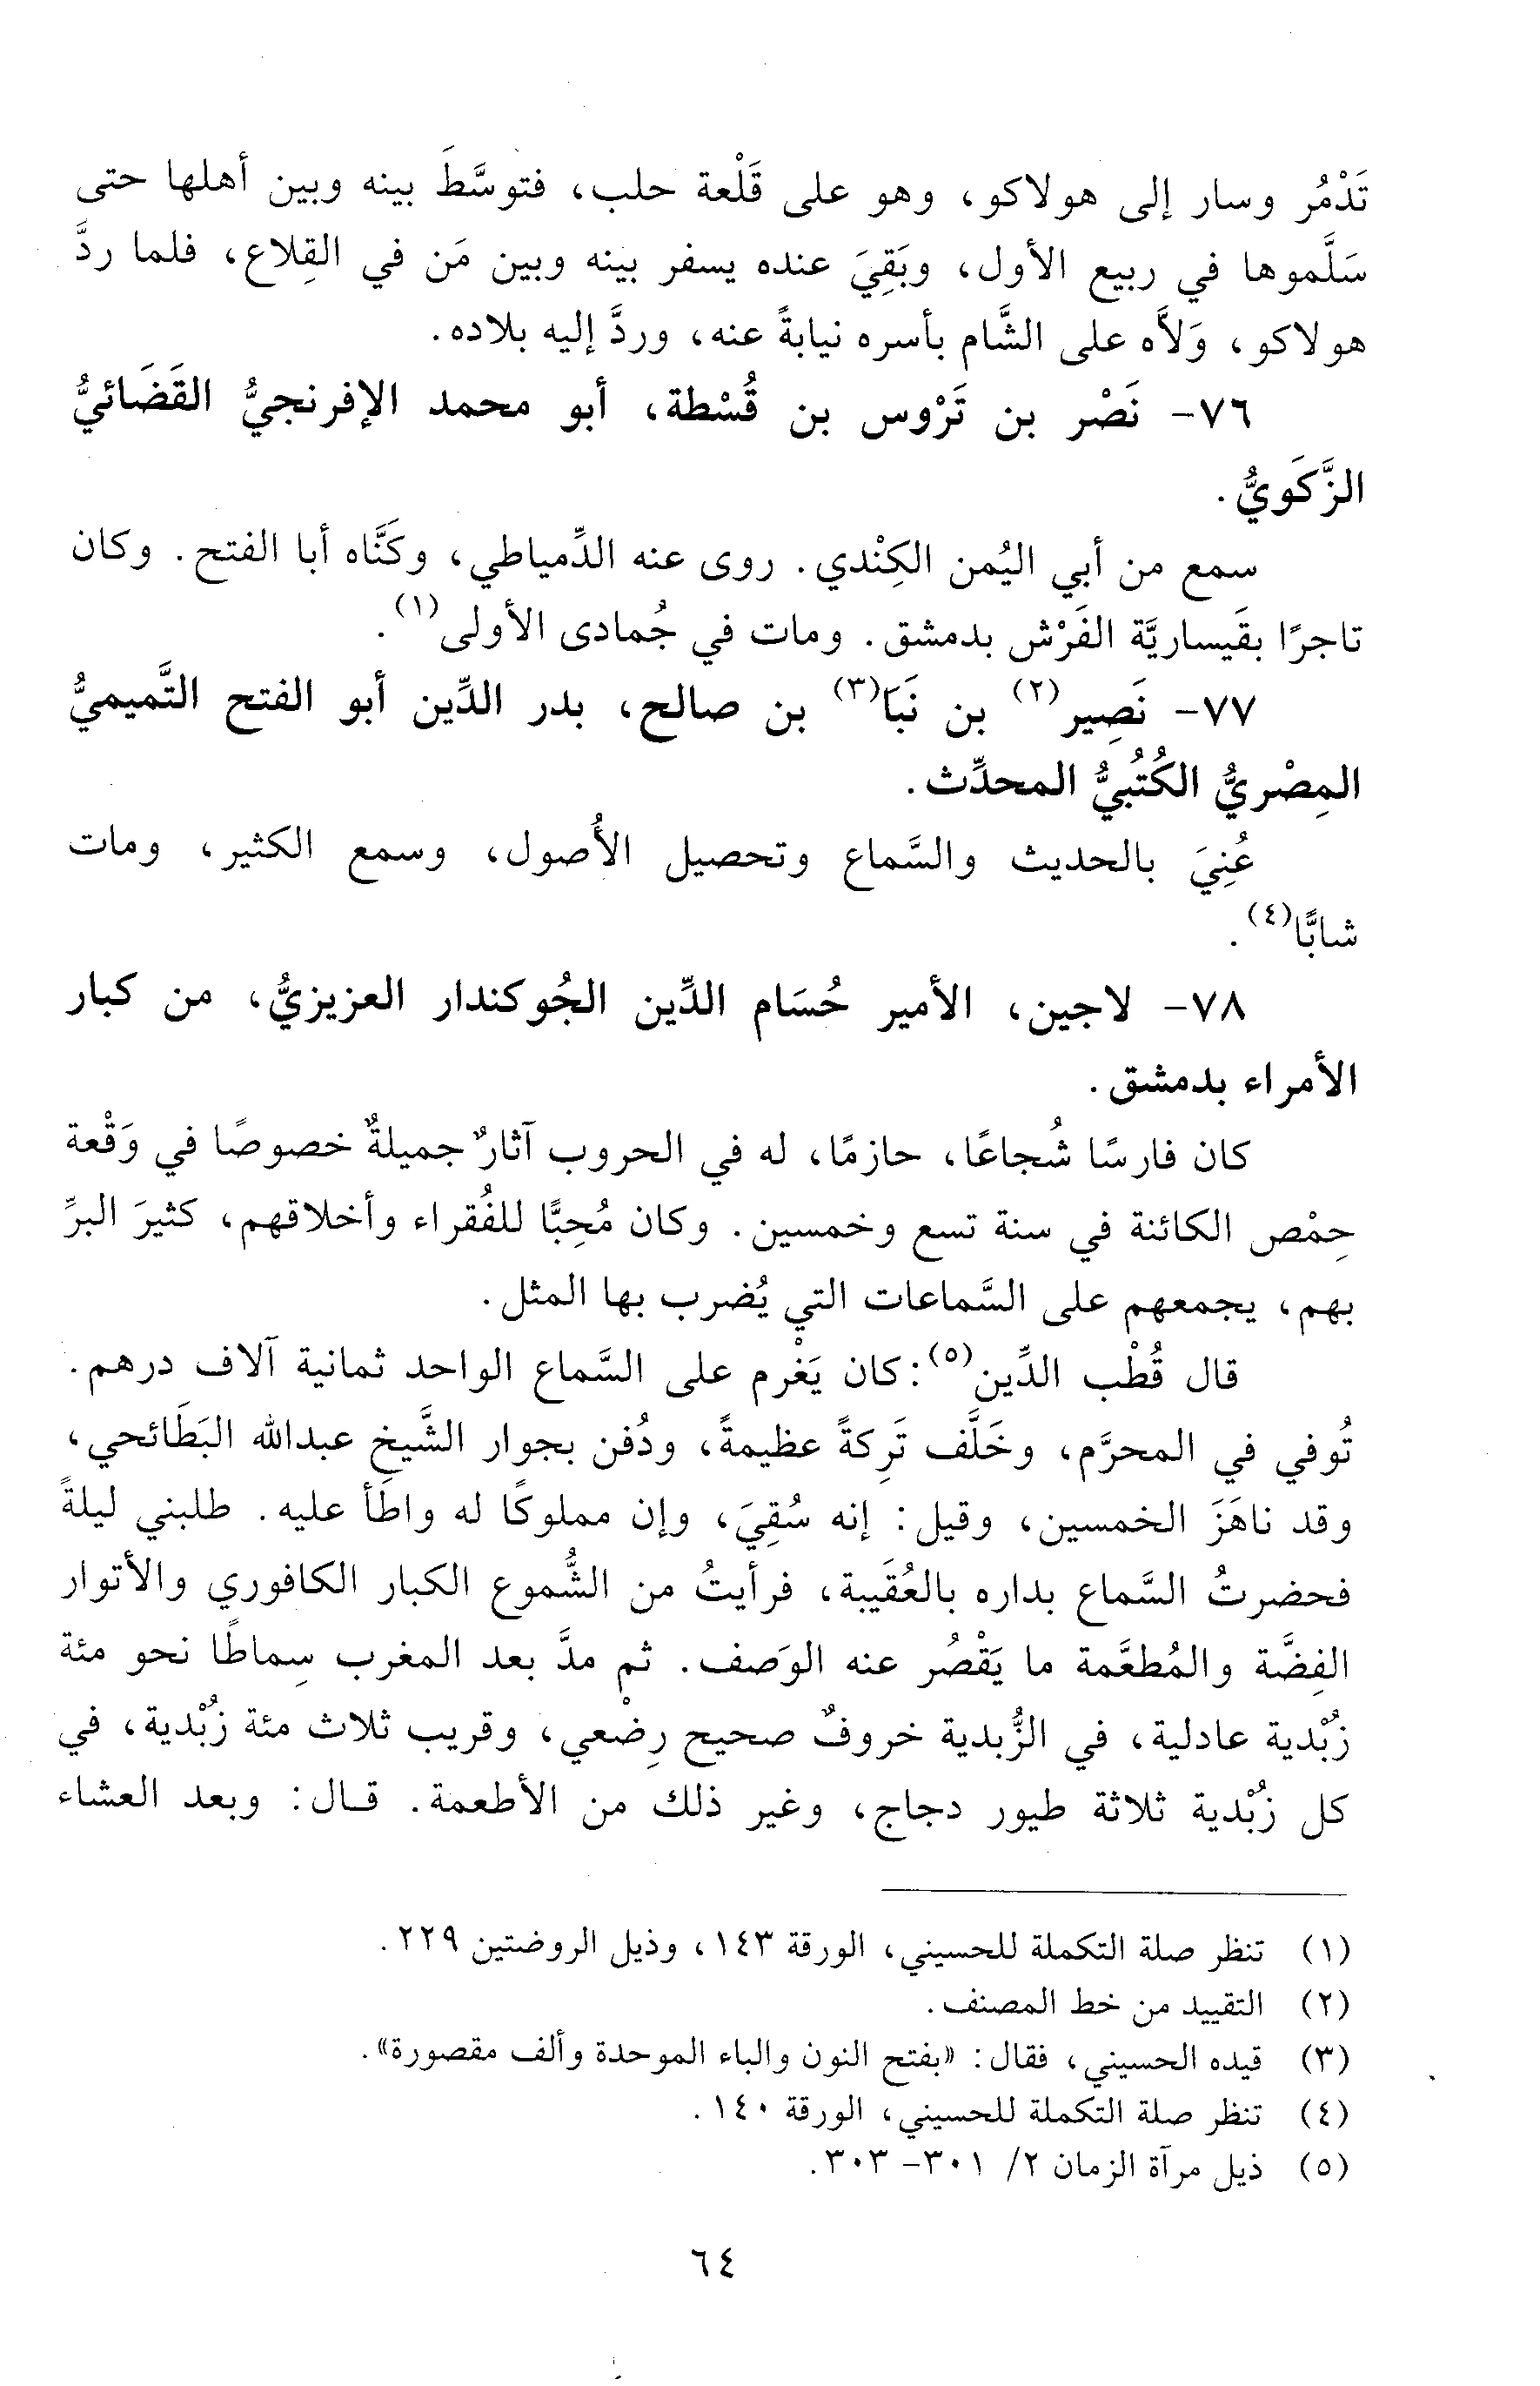 تَدْمُر وسار إلى هولاكو، وهو على قَلْعة حلب، فتوسَّطَ بينه وبين أهلها حتى
سَلَّموها في ربيع الأول، وبَقِيَ عنده يسفر بينه وبين مَن في القِلاع، فلما ردَّ
هولاكو، وَلاَّه على الشَّام بأسره نيابةً عنه، وردَّ إليه بلاده.
٧٦- نَصْر بن تَرْوس بن قُسْطة، أبو محمد الإفرنجيُّ القَضَائيُّ
الزَّكَويُّ.
سمع من أبي اليُمن الكِنْدي. روى عنه الدِّمياطي، وكَنَّاه أبا الفتح. وكان
تاجرًا بقَيساريَّة الفَرْش بدمشق. ومات في جُمادى الأولى(١).
٧٧- نَصِير(٢) بن نَبَا(٣) بن صالح، بدر الدِّين أبو الفتح التَّميميُّ
المِصْريُّ الكُتُبيُّ المحدِّث.
عُنِيَ بالحديث والسَّماع وتحصيل الأُصول، وسمع الكثير، ومات
شابًّا(٤).
٧٨- لاجين، الأمير حُسَام الدِّين الجُوكندار العزيزيُّ، من كبار
الأمراء بدمشق.
كان فارسًا شُجاعًا، حازمًا، له في الحروب آثارٌ جميلةٌ خصوصًا في وَقْعة
حِمْص الكائنة في سنة تسع وخمسين. وكان مُحِبًّا للفُقراء وأخلاقهم، كثيرَ البرِّ
بهم، يجمعهم على السَّماعات التي يُضرب بها المثل.
قال قُطْب الدِّين(٥): كان يَغْرم على السَّماع الواحد ثمانية آلاف درهم.
تُوفي في المحرَّم، وخَلَّف تَرِكةً عظيمةً، ودُفن بجوار الشَّيخ عبدالله البَطَائحي،
وقد ناهَزَ الخمسين، وقيل: إنه سُقِيَ، وإن مملوكًا له واطَأ عليه. طلبني ليلةً
فحضرتُ السَّماع بداره بالعُقَيبة، فرأيتُ من الشُّموع الكبار الكافوري والأتوار
الفِضَّة والمُطعَّمة ما يَقْصُر عنه الوَصف. ثم مدَّ بعد المغرب سِماطًا نحو مئة
زُبْدية عادلية، في الزُّبدية خروفٌ صحيح رِضْعي، وقريب ثلاث مئة زُبْدية، في
كل زُبْدية ثلاثة طيور دجاج، وغير ذلك من الأطعمة. قال: وبعد العشاء
(١) تنظر صلة التكملة للحسيني، الورقة ١٤٣، وذيل الروضتين ٢٢٩.
(٢) التقييد من خط المصنف.
(٣) قيده الحسيني، فقال: «بفتح النون والباء الموحدة وألف مقصورة».
(٤) تنظر صلة التكملة للحسيني، الورقة ١٤٠.
(٥) ذيل مرآة الزمان ٢/ ٣٠١- ٣٠٣.
٦٤